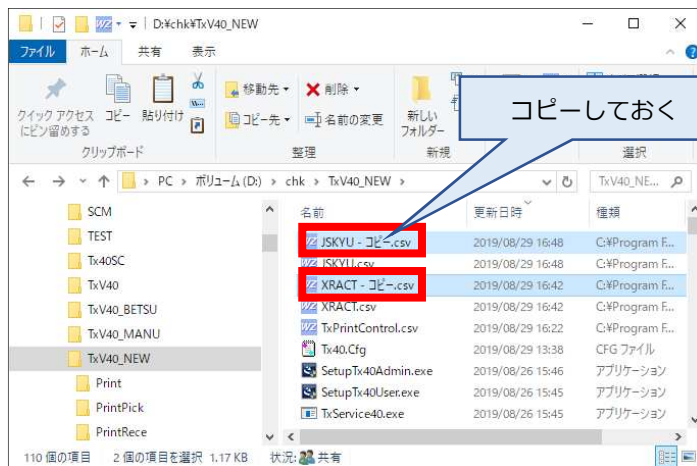 D:¥chk¥TxV40_NEW
ファイル ホーム 共有 表示
クイック アクセス
にピン留めする
コピー 貼り付け
移動先 削除
コピー先 名前の変更
新しい
フォルダー
コピーしておく
クリップボード 整理 新規 選択
PC ボリューム (D:) chk TxV40_NEW TxV40_NE...
SCM
TEST
Tx40SC
TxV40
TxV40_BETSU
TxV40_MANU
TxV40_NEW
Print
PrintPick
PrintRece
名前 更新日時 種類
JSKYU - コピー.csv 2019/08/29 16:48 C:¥Program F...
JSKYU.csv 2019/08/29 16:48 C:¥Program F...
XRACT - コピー.csv 2019/08/29 16:42 C:¥Program F...
XRACT.csv 2019/08/29 16:42 C:¥Program F...
TxPrintControl.csv 2019/08/29 16:22 C:¥Program F...
Tx40.Cfg 2019/08/29 13:38 CFG ファイル
SetupTx40Admin.exe 2019/08/26 15:46 アプリケーション
SetupTx40User.exe 2019/08/26 15:45 アプリケーション
TxService40.exe 2019/08/26 15:45 アプリケーション
110 個の項目 2 個の項目を選択 1.17 KB 状況: 共有